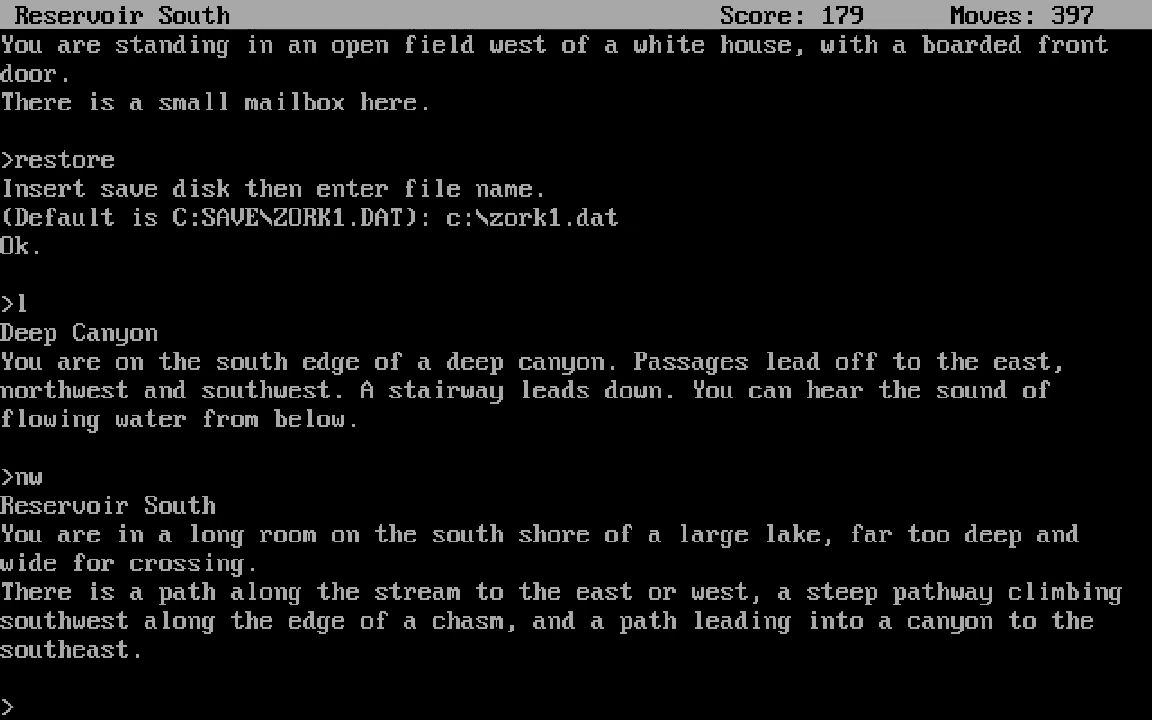 Reservoir South Score: 179 Moves: 397
You are standing in an open field west of a white house, with a boarded front
door.
There is a small mailbox here.
>restore
Insert save disk then enter file name.
(Default is C:SAVE\ZORK1.DAT): c:\zork1.dat
Ok.
>l
Deep Canyon
You are on the south edge of a deep canyon. Passages lead off to the east,
northwest and southwest. A stairway leads down. You can hear the sound of
flowing water from below.
>nw
Reservoir South
You are in a long room on the south shore of a large lake, far too deep and
wide for crossing.
There is a path along the stream to the east or west, a steep pathway climbing
southwest along the edge of a chasm, and a path leading into a canyon to the
southeast.
>